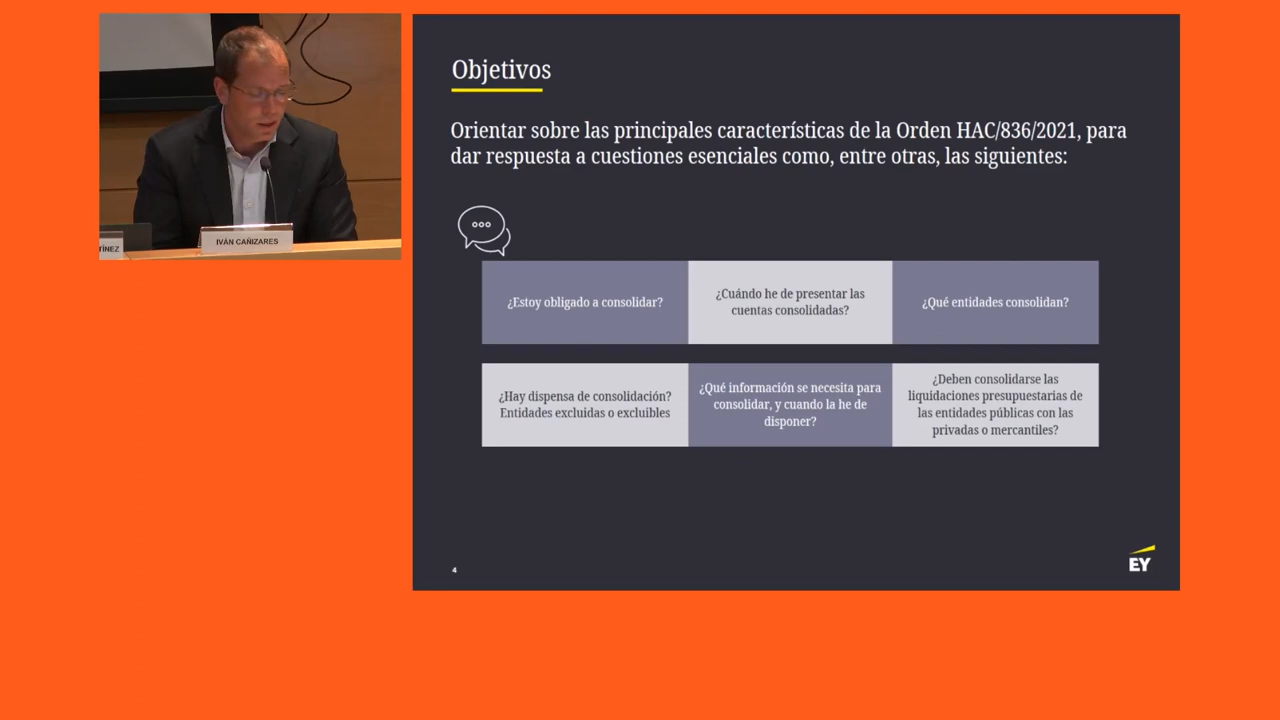 TÍNEZ
IVÁN CAÑIZARES
Objetivos
Orientar sobre las principales características de la Orden HAC/836/2021, para
dar respuesta a cuestiones esenciales como, entre otras, las siguientes:
¿Estoy obligado a consolidar?
¿Cuándo he de presentar las
cuentas consolidadas?
¿Qué entidades consolidan?
¿Hay dispensa de consolidación?
Entidades excluidas o excluibles
¿Qué información se necesita para
consolidar, y cuando la he de
disponer?
¿Deben consolidarse las
liquidaciones presupuestarias de
las entidades públicas con las
privadas o mercantiles?
4
EY